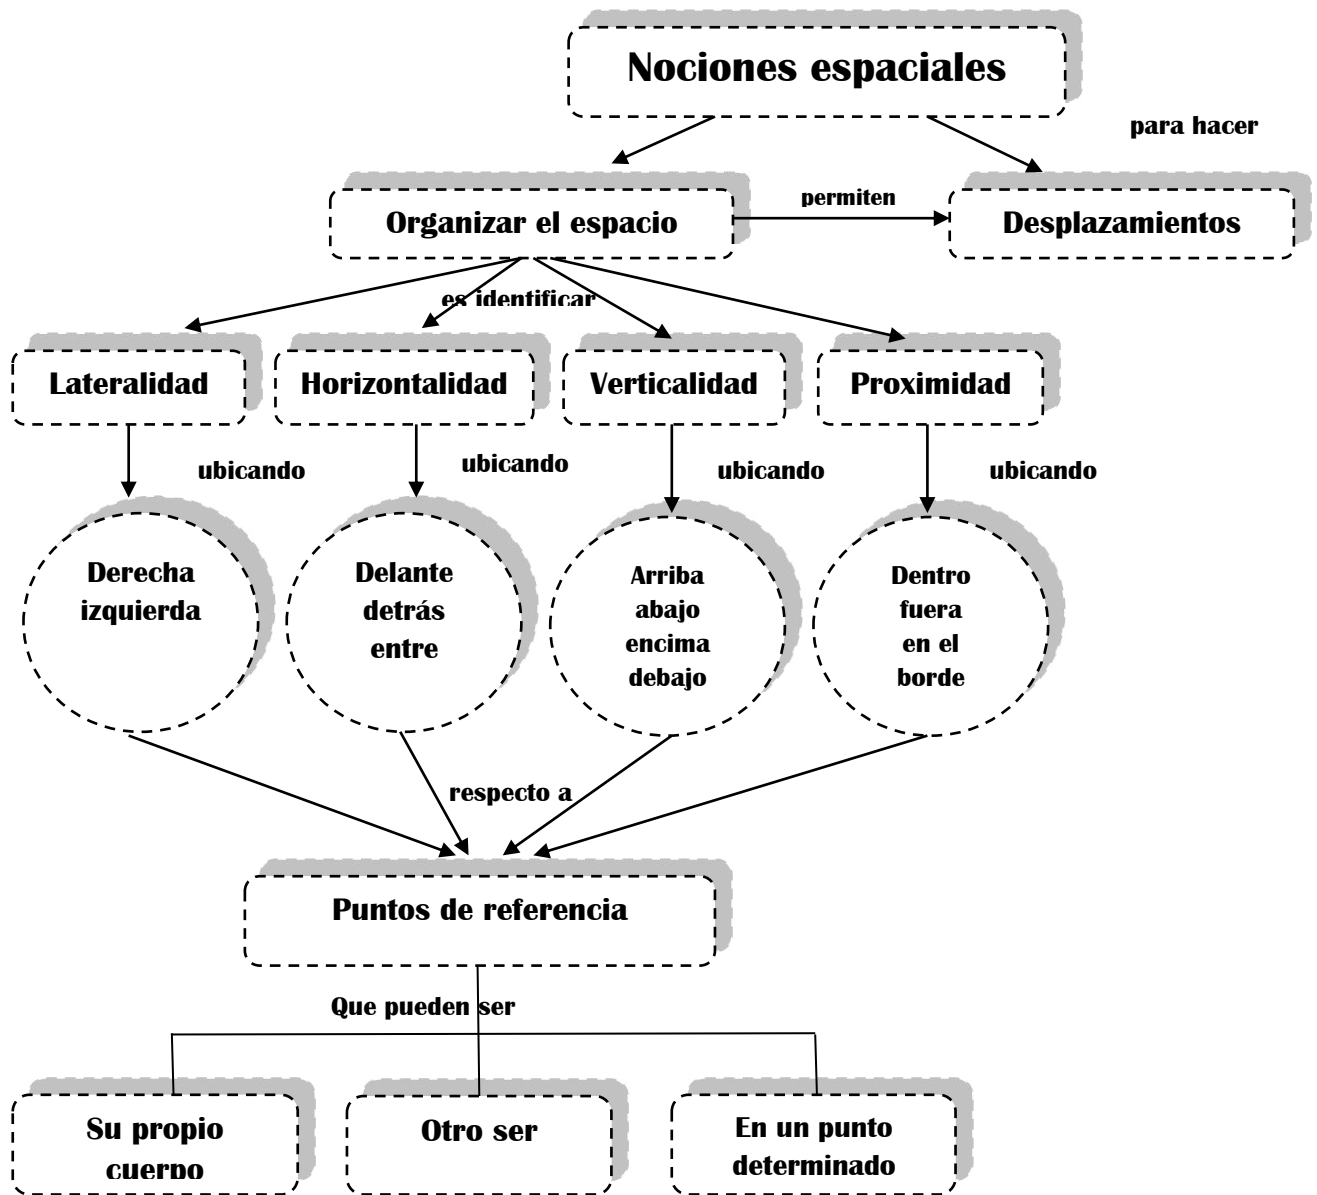 Nociones espaciales
para hacer
Organizar el espacio
permiten
Desplazamientos
es identificar
Lateralidad
Horizontalidad
Verticalidad
Proximidad
ubicando
ubicando
ubicando
ubicando
Derecha
izquierda
Delante
detrás
entre
Arriba
abajo
encima
debajo
Dentro
fuera
en el
borde
respecto a
Puntos de referencia
Que pueden ser
Su propio
cuerpo
Otro ser
En un punto
determinado